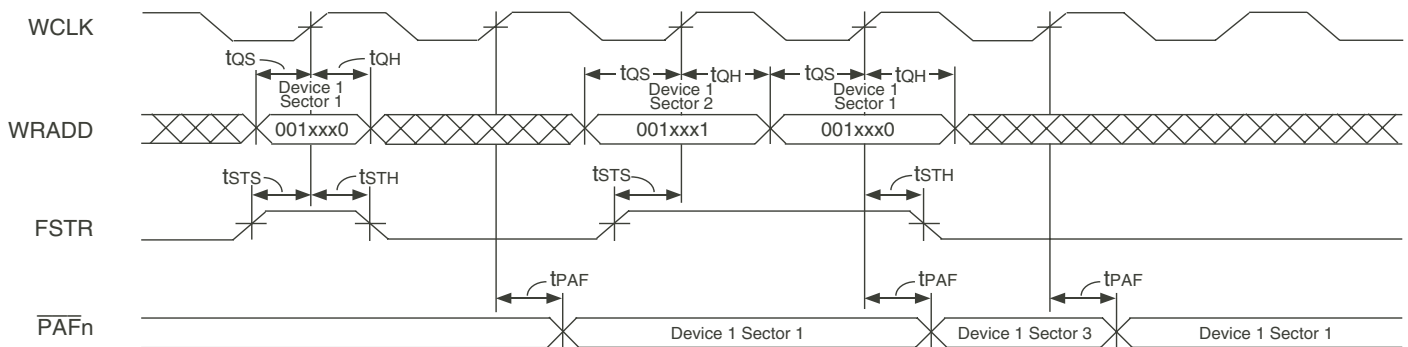 WCLK
tQS tQH tQS tQH tQS tQH
Device 1
Sector 1
Device 1
Sector 2
Device 1
Sector 1
WRADD 001xxx0 001xxx1 001xxx0
tSTS tSTH tSTS tSTH
FSTR
tPAF tPAF tPAF
PAFn Device 1 Sector 1 Device 1 Sector 3 Device 1 Sector 1